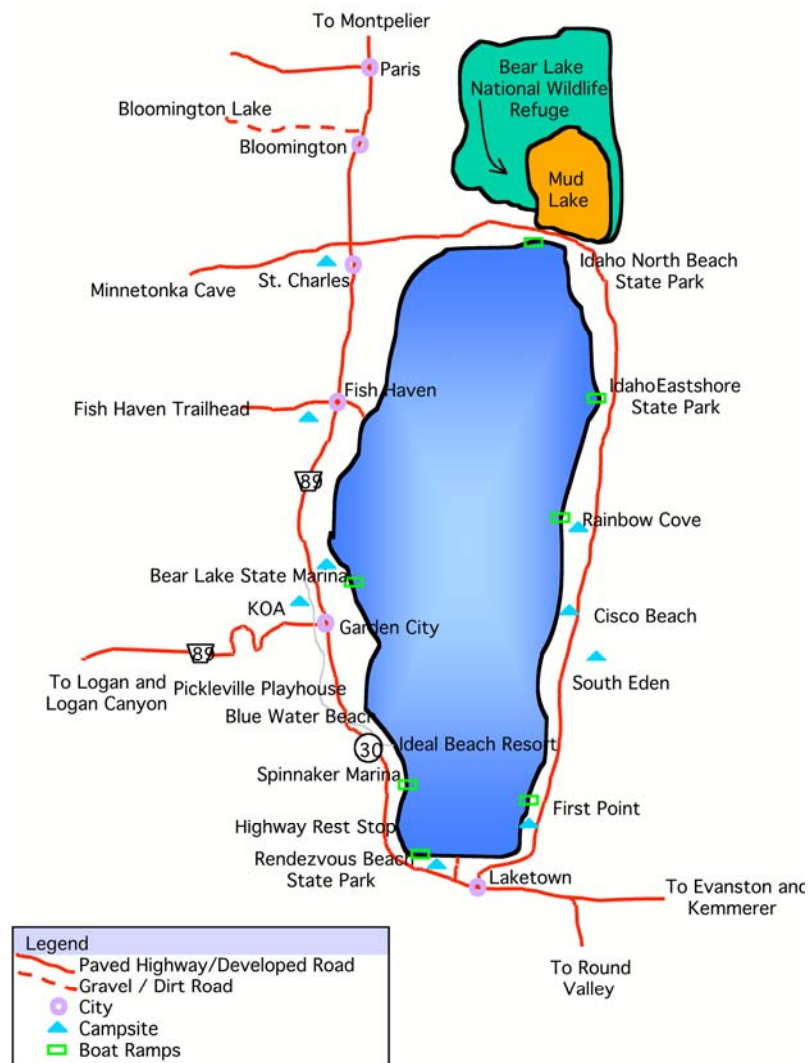 To Montpelier
Paris
Bear Lake
National Wildlife
Refuge
Bloomington Lake
Bloomington
Mud
Lake
Idaho North Beach
State Park
St. Charles
Minnetonka Cave
Fish Haven
IdahoEastshore
State Park
Fish Haven Trailhead
89
Rainbow Cove
Bear Lake State Marina
KOA
Cisco Beach
Garden City
89
To Logan and
Logan Canyon
South Eden
Pickleville Playhouse
Blue Water Beach
30
Ideal Beach Resort
Spinnaker Marina
First Point
Highway Rest Stop
Rendezvous Beach
State Park
Laketown
To Evanston and
Kemmerer
To Round
Valley
Legend
Paved Highway/Developed Road
Gravel / Dirt Road
City
Campsite
Boat Ramps